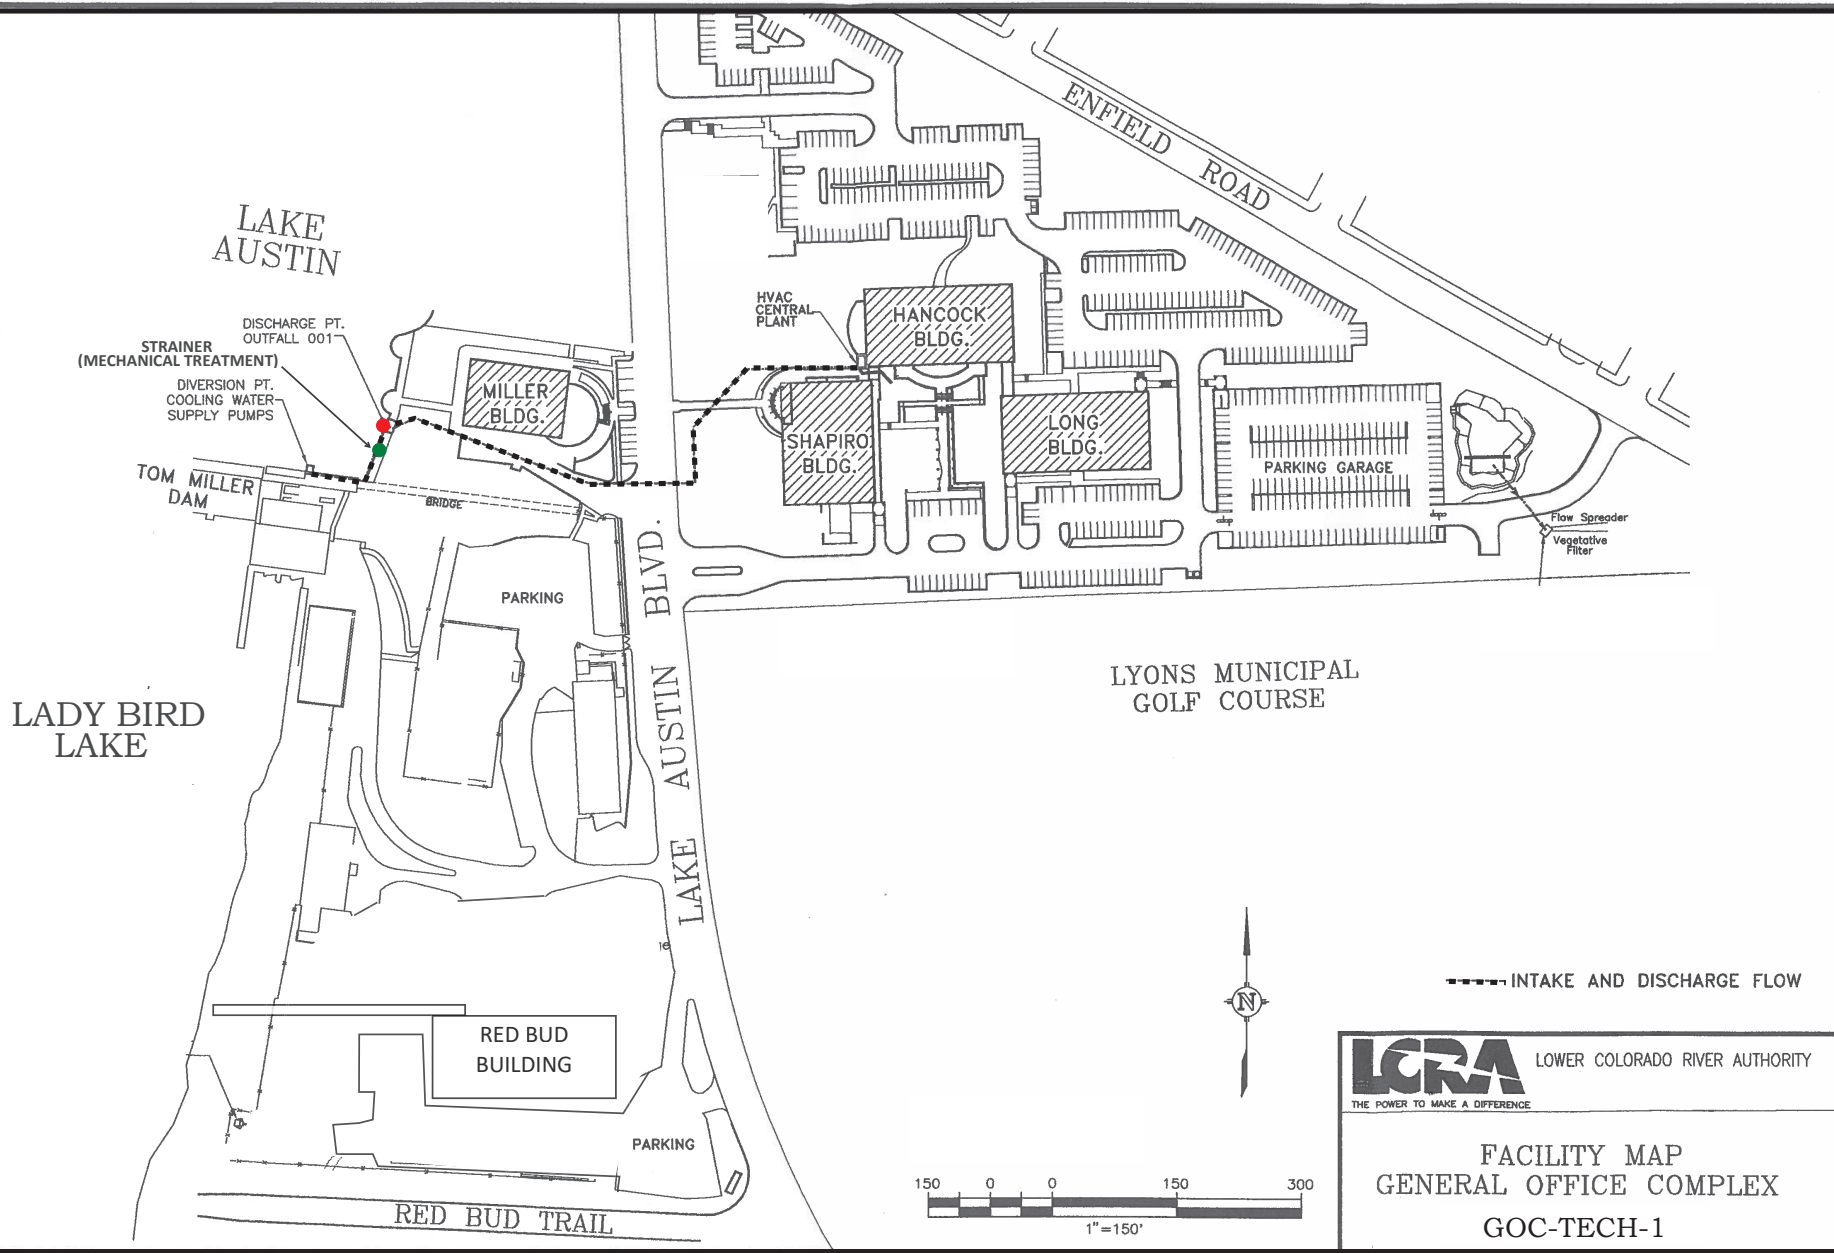 ENFIELD ROAD
LAKE
AUSTIN
HVAC
CENTRAL
PLANT
HANCOCK
BLDG.
DISCHARGE PT.
OUTFALL 001
STRAINER
(MECHANICAL TREATMENT)
DIVERSION PT.
COOLING WATER
SUPPLY PUMPS
MILLER
BLDG.
SHAPIRO
BLDG.
LONG
BLDG.
PARKING GARAGE
TOM MILLER
DAM
BRIDGE
Flow Spreader
Vegetative
Filter
PARKING
LAKE AUSTIN BLVD.
LYONS MUNICIPAL
GOLF COURSE
LADY BIRD
LAKE
N
INTAKE AND DISCHARGE FLOW
RED BUD
BUILDING
PARKING
RED BUD TRAIL
150 0 0 150 300
1"=150'
LCRA
LOWER COLORADO RIVER AUTHORITY
THE POWER TO MAKE A DIFFERENCE
FACILITY MAP
GENERAL OFFICE COMPLEX
GOC-TECH-1